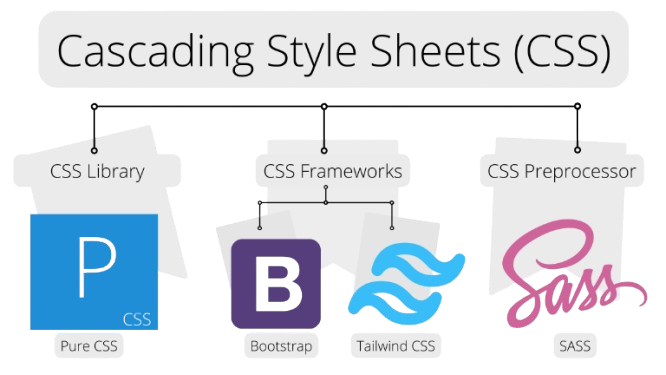 Cascading Style Sheets (CSS)
CSS Library
CSS Frameworks
CSS Preprocessor
P
CSS
B
Sass
Pure CSS
Bootstrap
Tailwind CSS
SASS